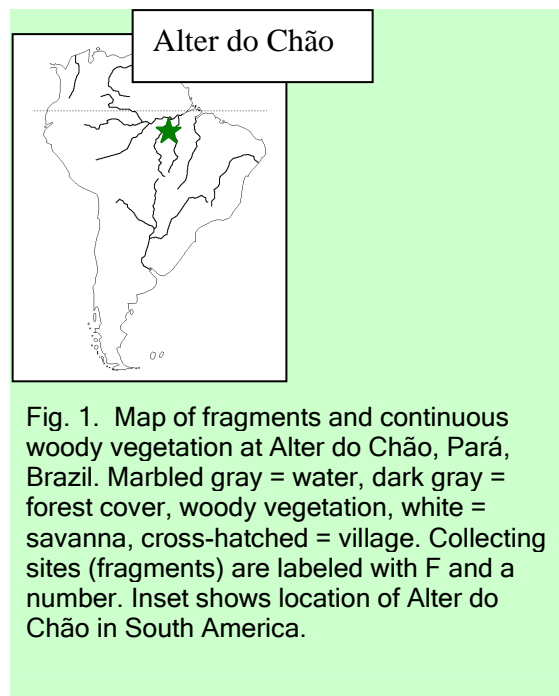 Alter do Chão
Fig. 1.  Map of fragments and continuous
woody vegetation at Alter do Chão, Pará,
Brazil. Marbled gray = water, dark gray =
forest cover, woody vegetation, white =
savanna, cross-hatched = village. Collecting
sites (fragments) are labeled with F and a
number. Inset shows location of Alter do
Chão in South America.